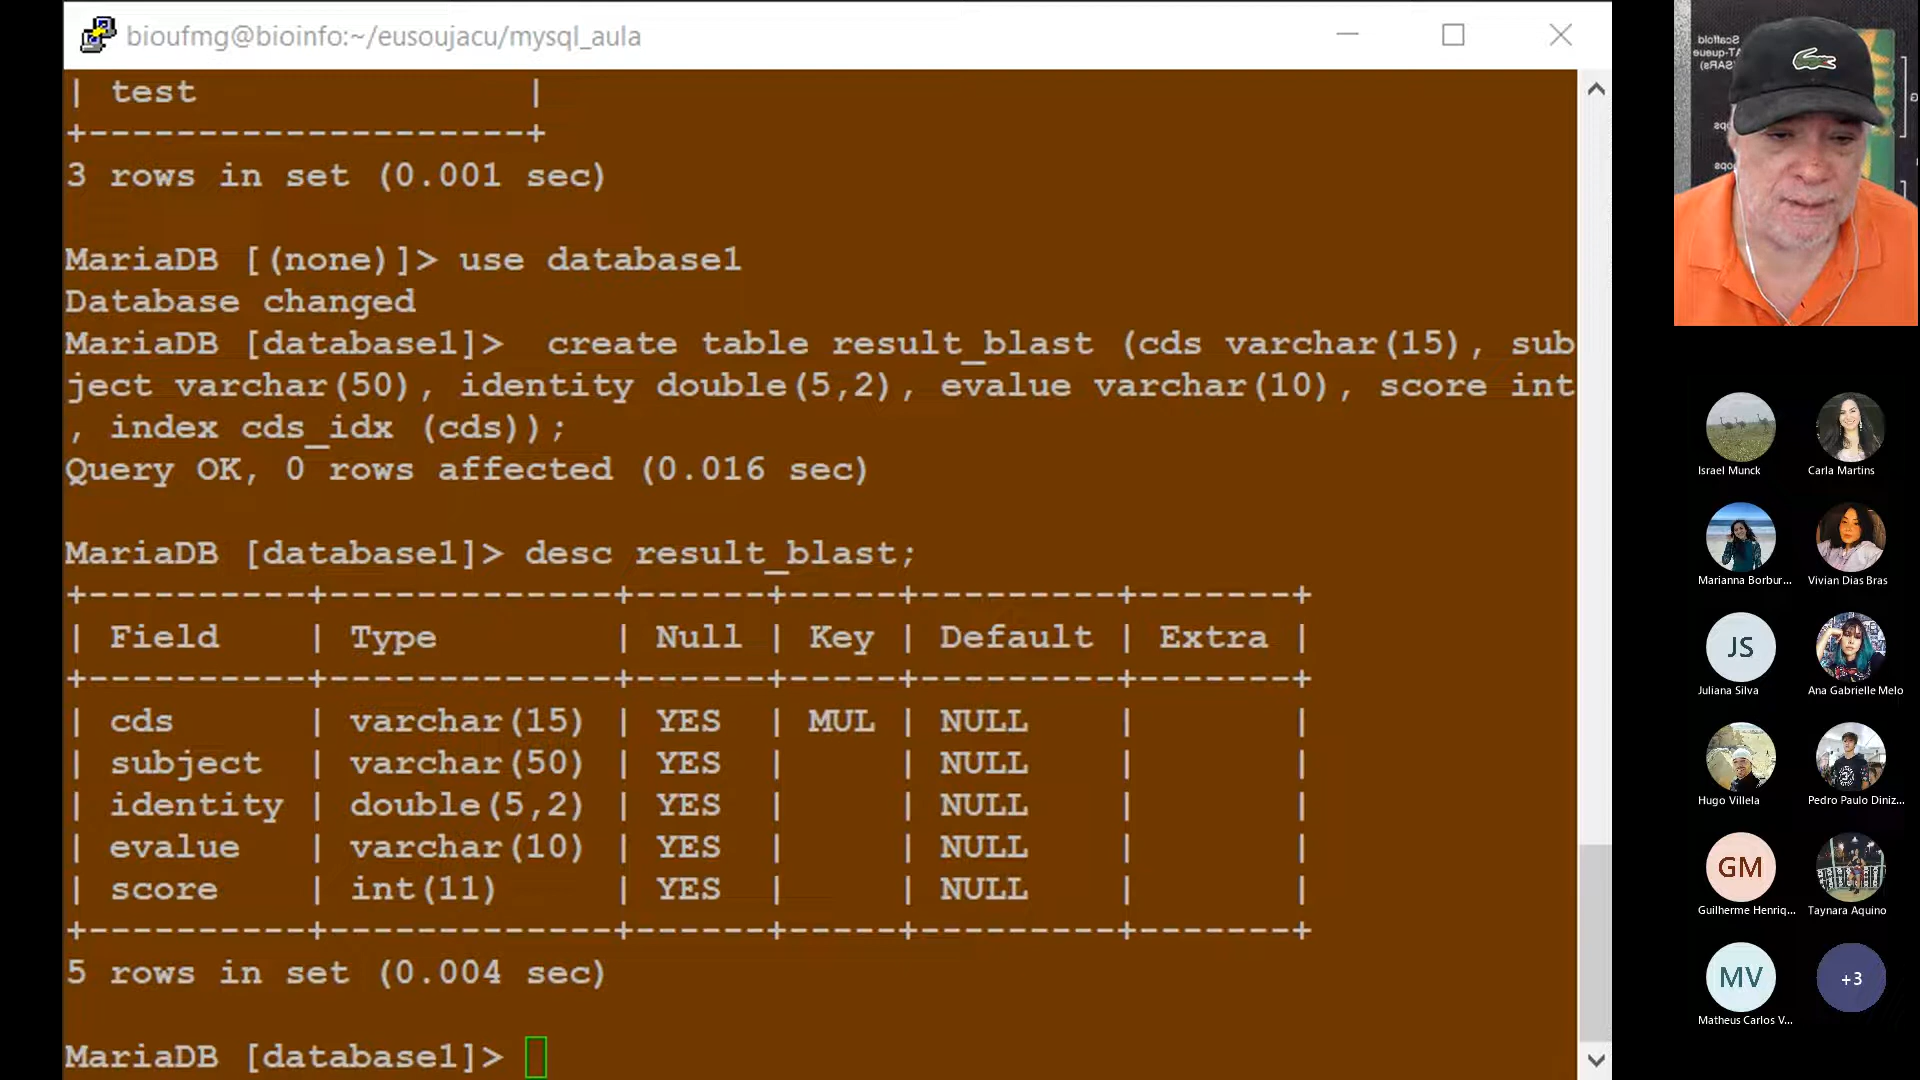 bioufmg@bioinfo:~/eusoujacu/mysql_aula
| test                    |
+--------------------+
3 rows in set (0.001 sec)
MariaDB [(none)]> use database1
Database changed
MariaDB [database1]>  create table result_blast (cds varchar(15), sub
ject varchar(50), identity double(5,2), evalue varchar(10), score int
, index cds_idx (cds));
Query OK, 0 rows affected (0.016 sec)
MariaDB [database1]> desc result_blast;
+----------+-------------+------+-----+---------+-------+
| Field    | Type        | Null | Key | Default | Extra |
+----------+-------------+------+-----+---------+-------+
| cds      | varchar(15) | YES  | MUL | NULL    |       |
| subject  | varchar(50) | YES  |     | NULL    |       |
| identity | double(5,2) | YES  |     | NULL    |       |
| evalue   | varchar(10) | YES  |     | NULL    |       |
| score    | int(11)     | YES  |     | NULL    |       |
+----------+-------------+------+-----+---------+-------+
5 rows in set (0.004 sec)
MariaDB [database1]>
Scaffold
Israel Munck
Carla Martins
Marianna Borbur...
Vivian Dias Bras
JS
Juliana Silva
Ana Gabrielle Melo
Hugo Villela
Pedro Paulo Diniz...
GM
Guilherme Henriq...
Taynara Aquino
MV
Matheus Carlos V...
+3